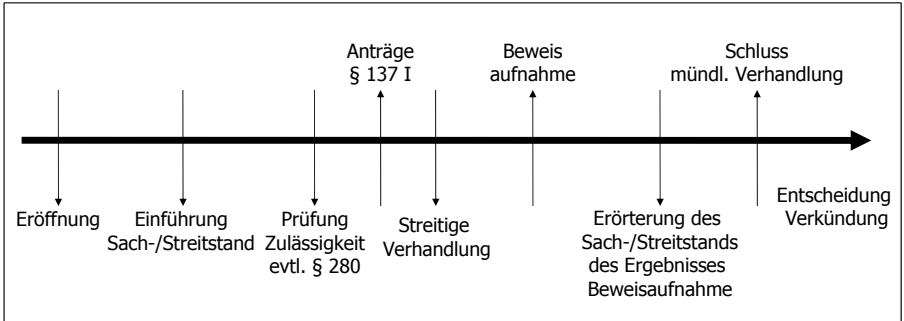 Anträge
§ 137 I
Beweis
aufnahme
Schluss
mündl. Verhandlung
Eröffnung
Einführung
Sach-/Streitstand
Prüfung
Zulässigkeit
evtl. § 280
Streitige
Verhandlung
Erörterung des
Sach-/Streitstands
des Ergebnisses
Beweisaufnahme
Entscheidung
Verkündung